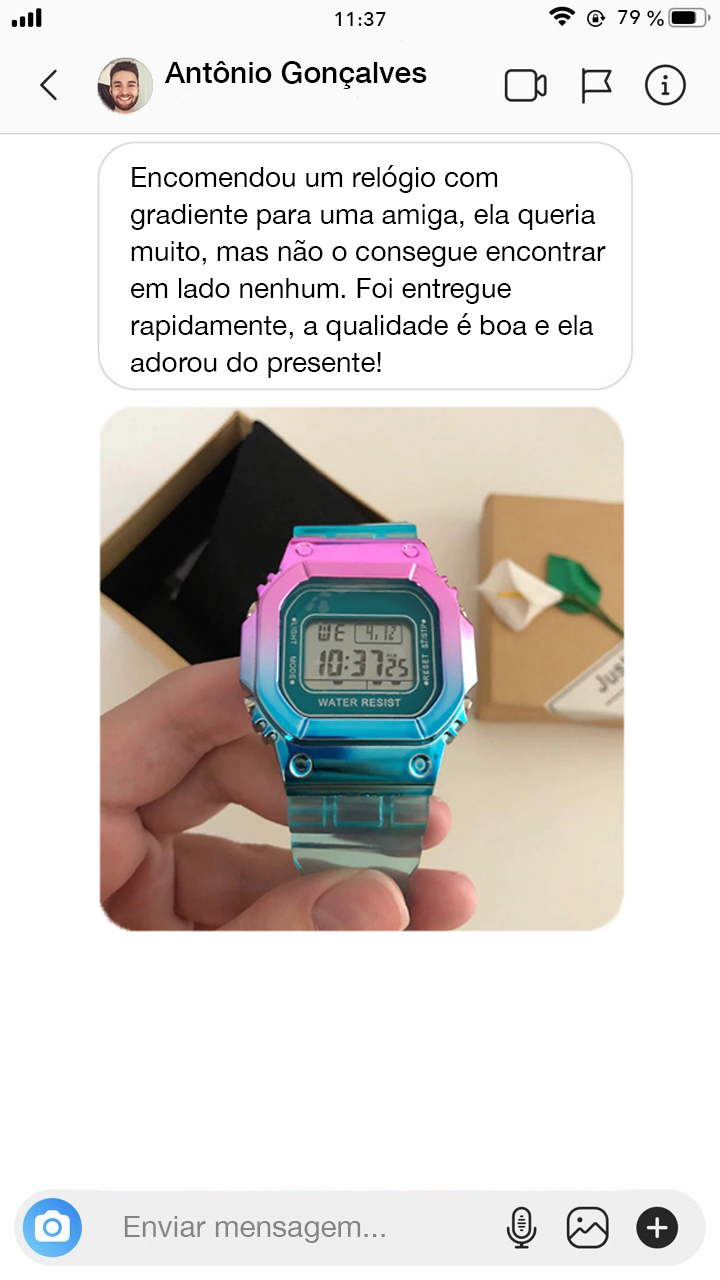 11:37
79 %
Antônio Gonçalves
Encomendou um relógio com
gradiente para uma amiga, ela queria
muito, mas não o consegue encontrar
em lado nenhum. Foi entregue
rapidamente, a qualidade é boa e ela
adorou do presente!
WE 4.12
10:37 25
LIGHT
MODE
ST/STP
RESET
WATER RESIST
Jus
Enviar mensagem...